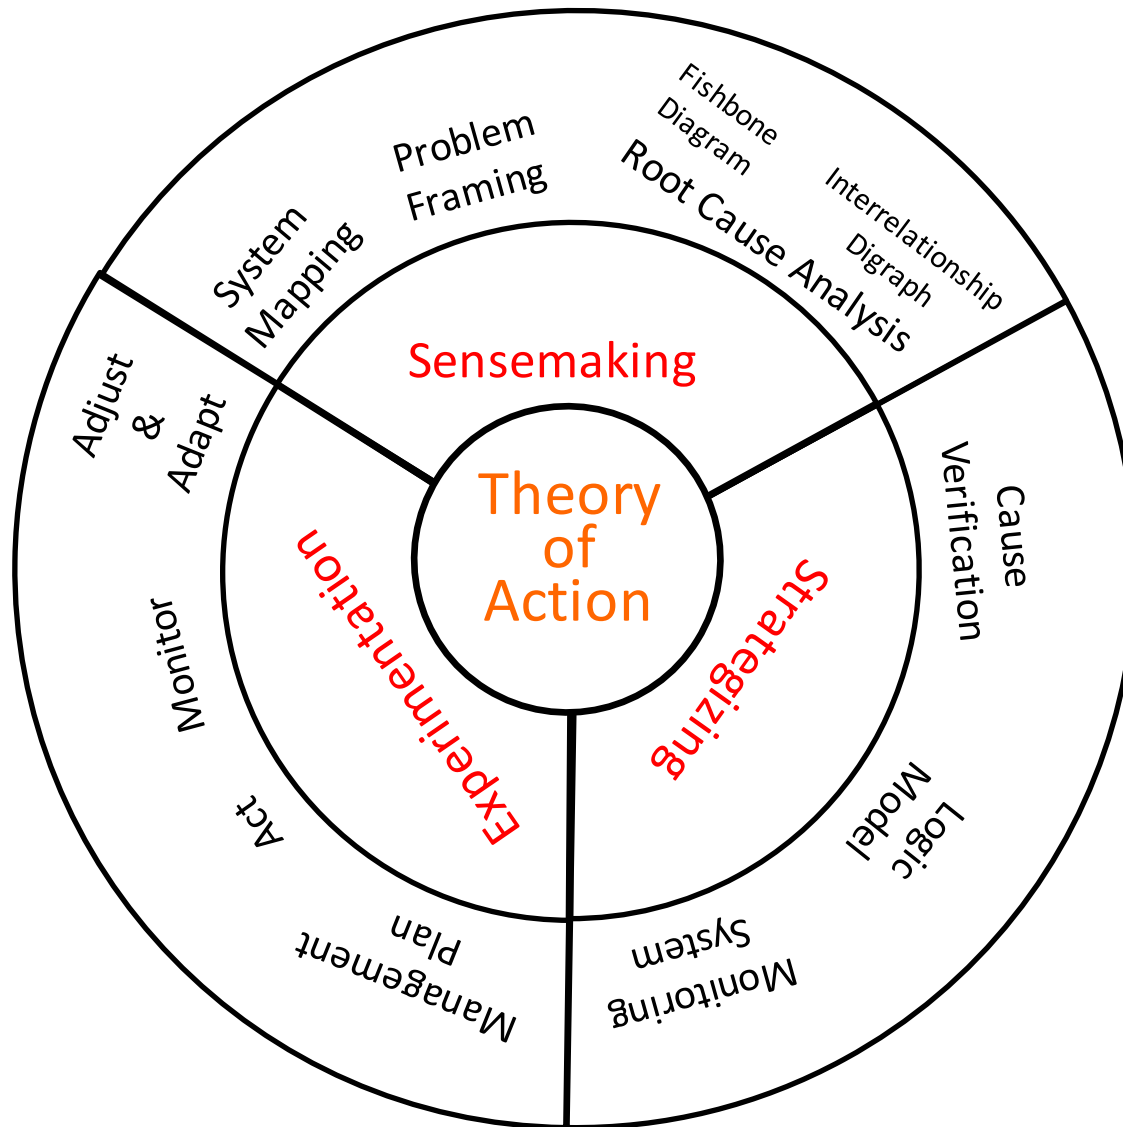 Theory
of
Action
Sensemaking
System
Mapping
Problem
Framing
Fishbone
Diagram
Interrelationship
Digraph
Root Cause Analysis
Strategizing
Cause
Verification
Logic
Model
Monitoring
System
Experimentation
Management
Plan
Act
Monitor
Adjust
&
Adapt